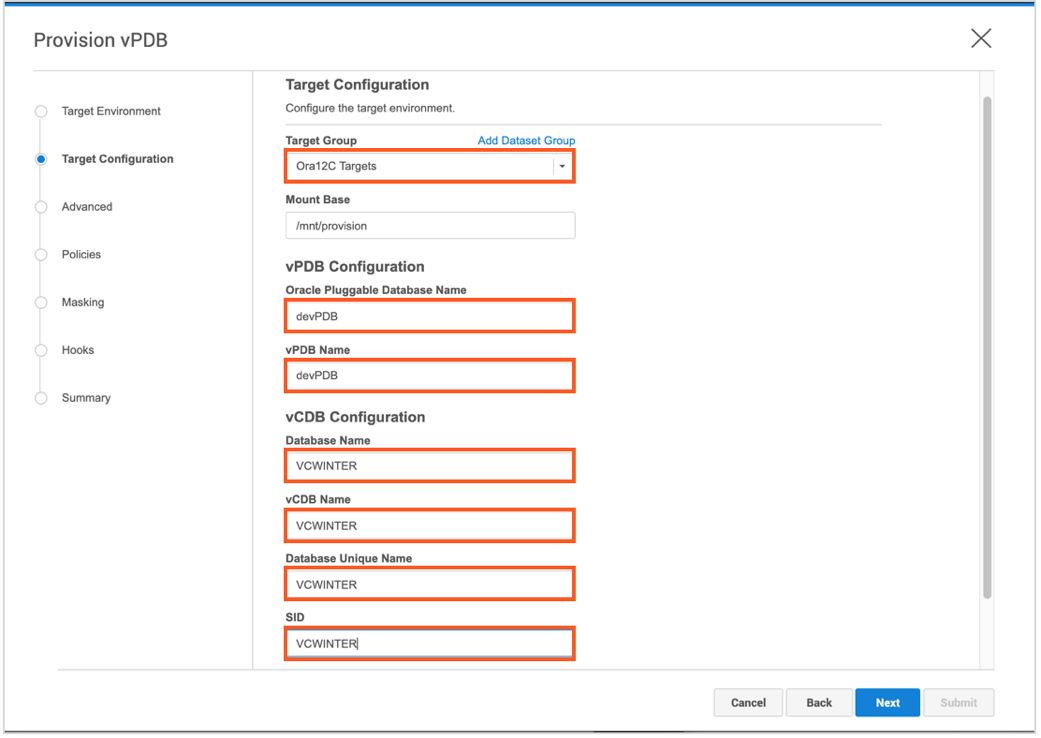 Provision vPDB
Target Environment
Target Configuration
Advanced
Policies
Masking
Hooks
Summary
Target Configuration
Configure the target environment.
Target Group Add Dataset Group
Ora12C Targets
Mount Base
/mnt/provision
vPDB Configuration
Oracle Pluggable Database Name
devPDB
vPDB Name
devPDB
vCDB Configuration
Database Name
VCWINTER
vCDB Name
VCWINTER
Database Unique Name
VCWINTER
SID
VCWINTER
Cancel Back Next Submit